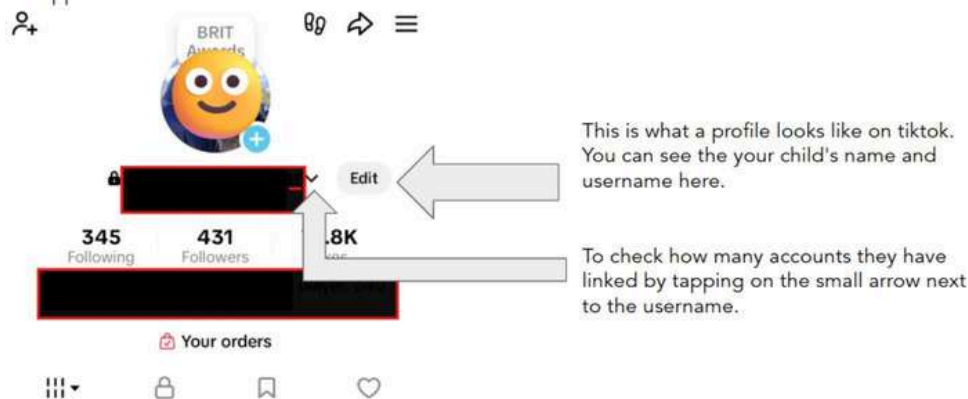 BRIT
Awards
Edit
This is what a profile looks like on tiktok.
You can see the your child's name and
username here.
345 431 .8K
Following Followers
To check how many accounts they have
linked by tapping on the small arrow next
to the username.
Your orders